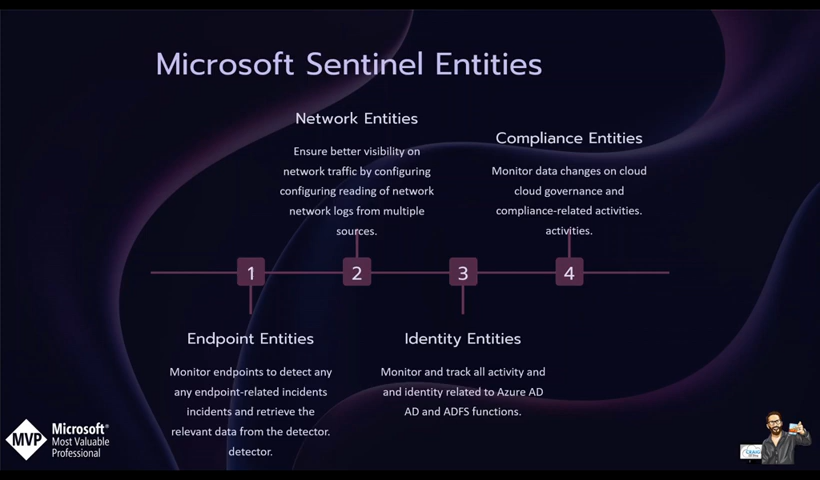 Microsoft Sentinel Entities
Network Entities
Ensure better visibility on
network traffic by configuring
configuring reading of network
network logs from multiple
sources.
Compliance Entities
Monitor data changes on cloud
cloud governance and
compliance-related activities.
activities.
1
2
3
4
Endpoint Entities
Monitor endpoints to detect any
any endpoint-related incidents
incidents and retrieve the
relevant data from the detector.
detector.
Identity Entities
Monitor and track all activity and
and identity related to Azure AD
AD and ADFS functions.
MVP
Microsoft®
Most Valuable
Professional